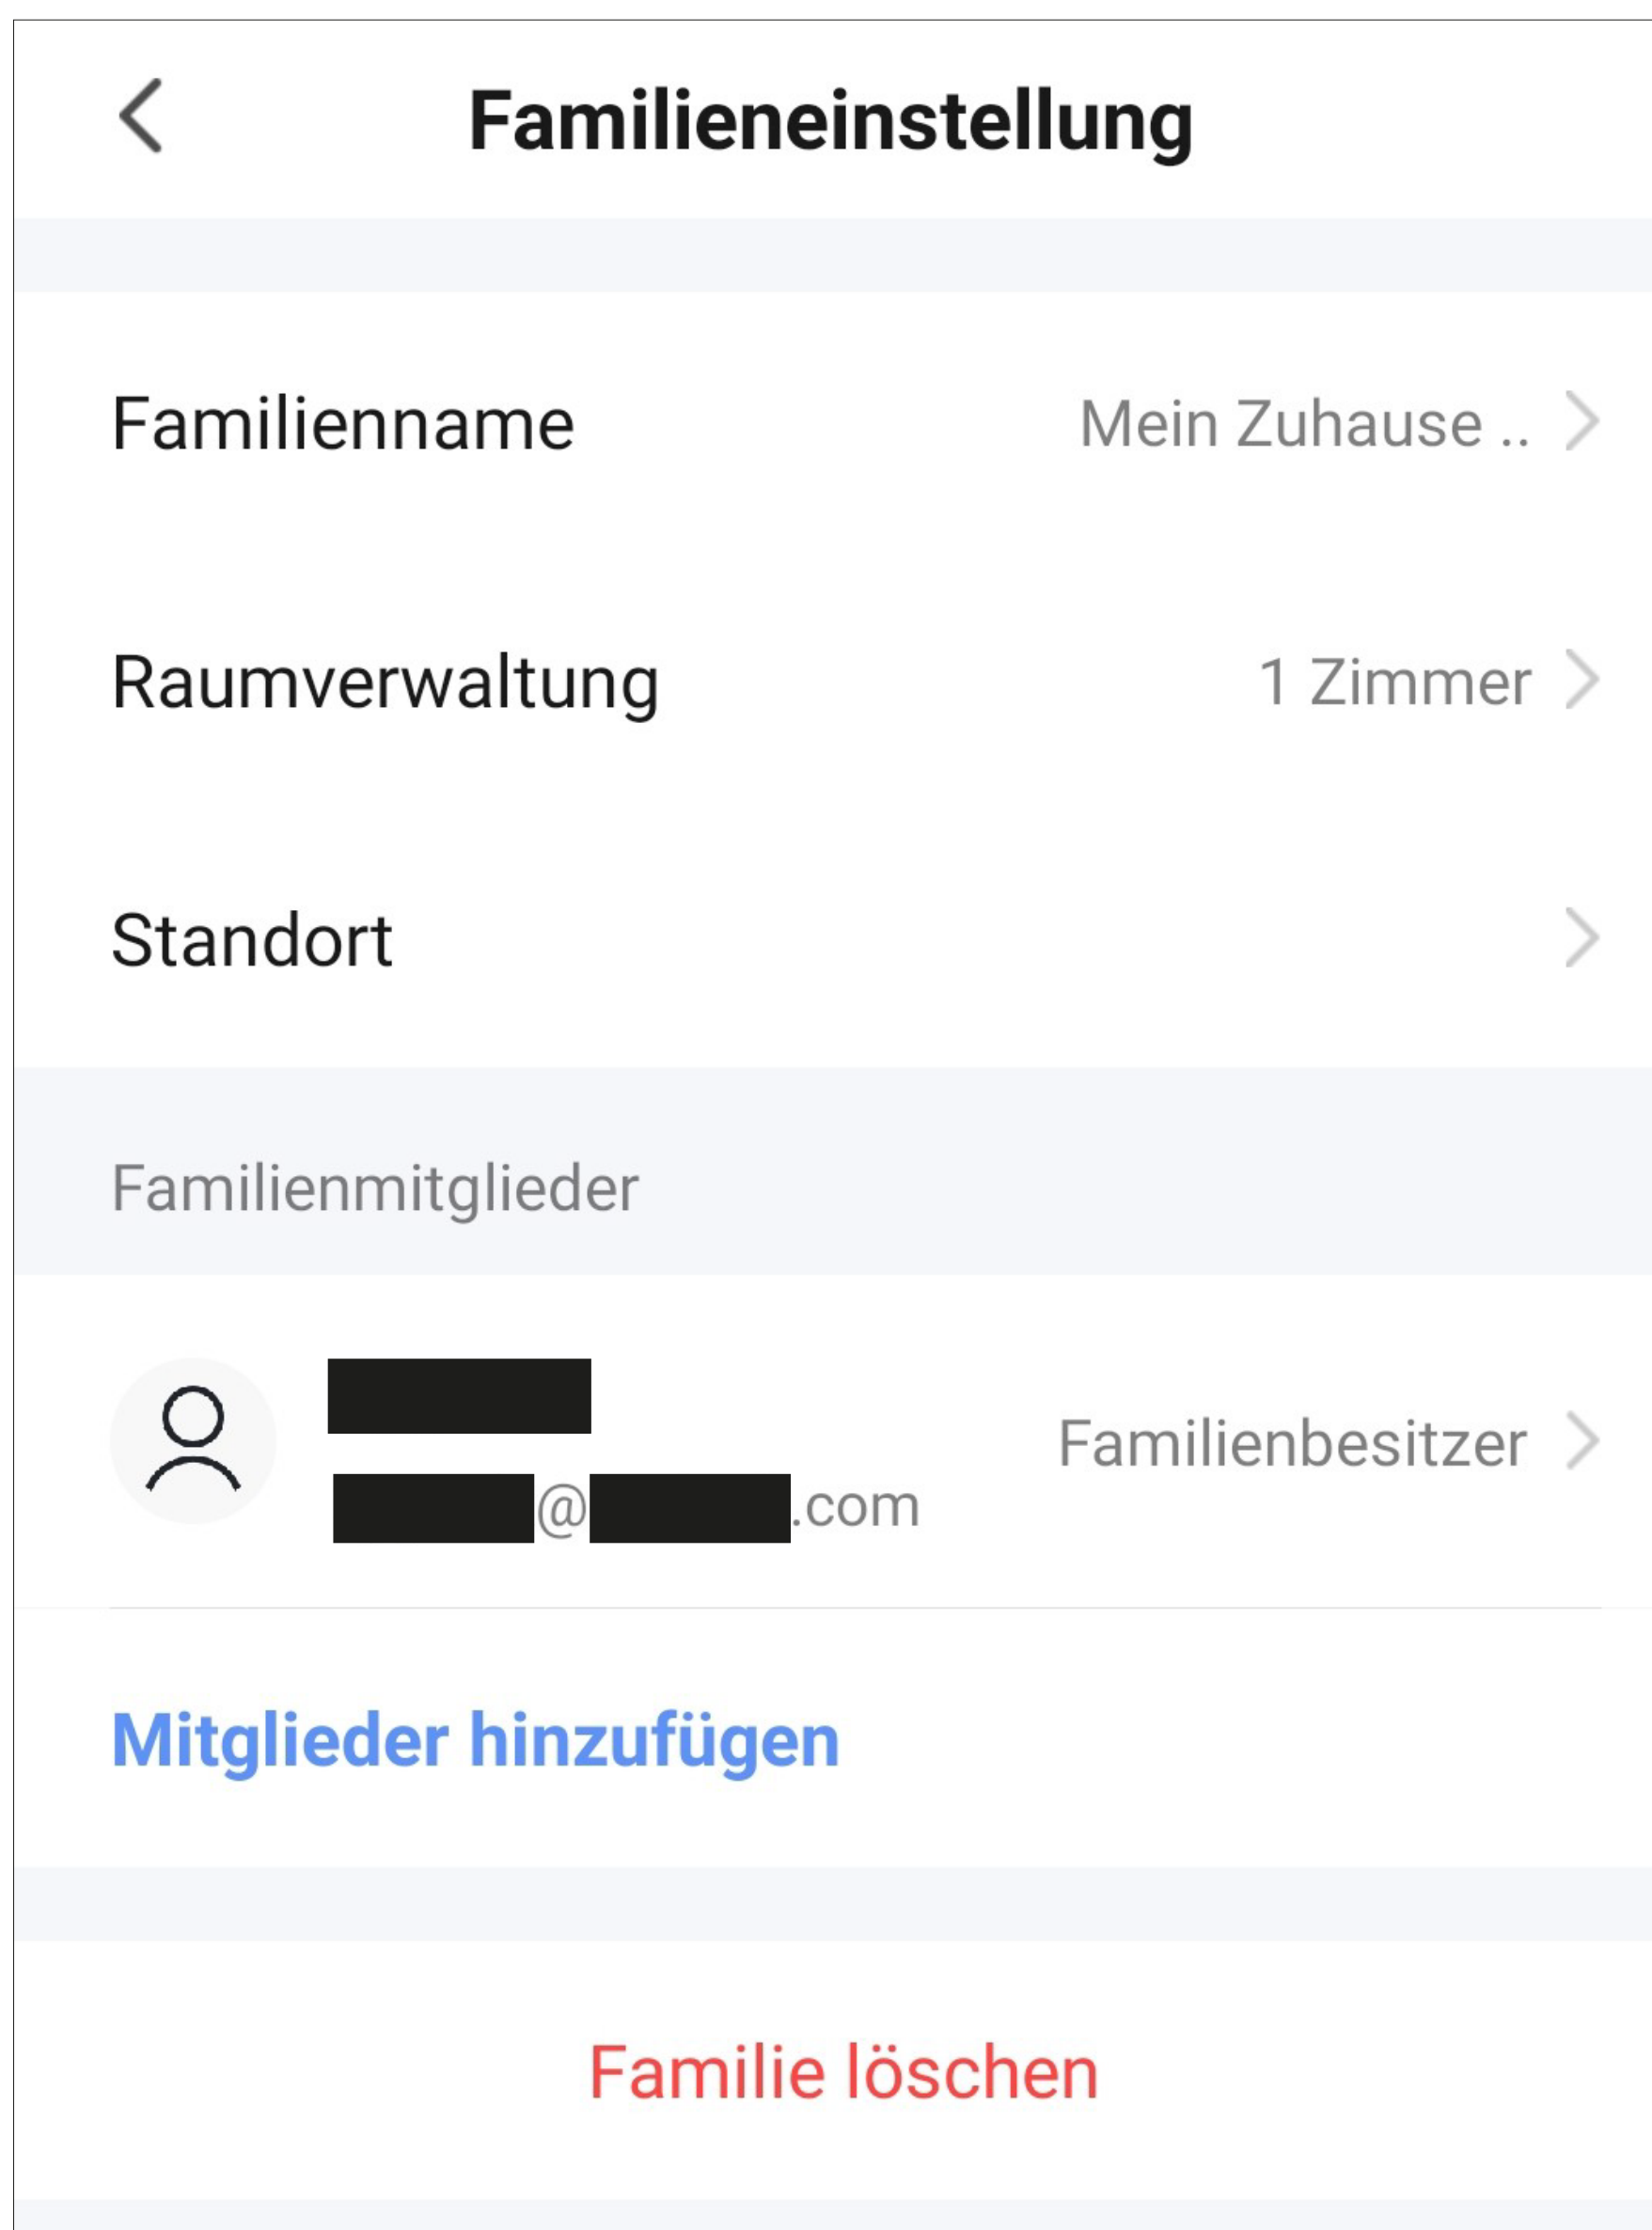 Familieneinstellung
Familienname Mein Zuhause ..
Raumverwaltung 1 Zimmer
Standort
Familienmitglieder
Familienbesitzer
@ .com
Mitglieder hinzufügen
Familie löschen